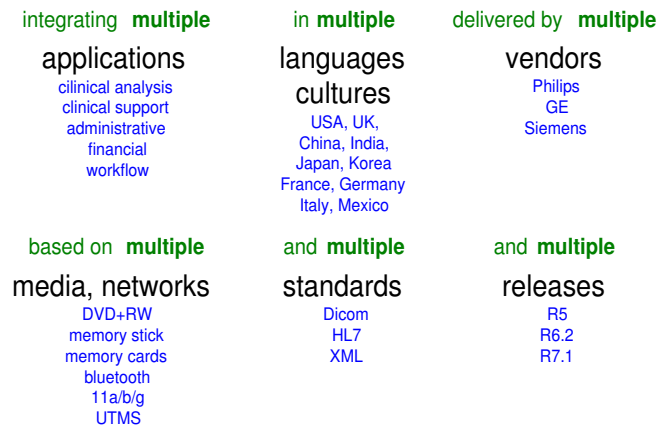 integrating multiple
applications
cilinical analysis
clinical support
administrative
financial
workflow
in multiple
languages
cultures
USA, UK,
China, India,
Japan, Korea
France, Germany
Italy, Mexico
delivered by multiple
vendors
Philips
GE
Siemens
based on multiple
media, networks
DVD+RW
memory stick
memory cards
bluetooth
11a/b/g
UTMS
and multiple
standards
Dicom
HL7
XML
and multiple
releases
R5
R6.2
R7.1